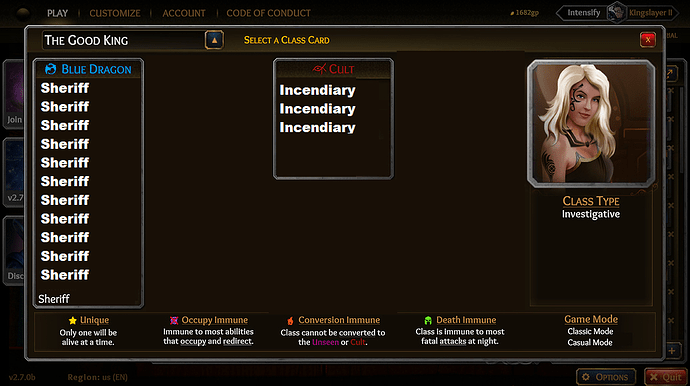 PLAY CUSTOMIZE ACCOUNT CODE OF CONDUCT 1682gp Intensify Kingslayer II
THE GOOD KING SELECT A CLASS CARD X
BLUE DRAGON
Sheriff
Sheriff
Sheriff
Sheriff
Sheriff
Sheriff
Sheriff
Sheriff
Sheriff
Sheriff
Sheriff
Sheriff
CULT
Incendiary
Incendiary
Incendiary
CLASS TYPE
Investigative
Join
v2.7.
Disc
Unique
Only one will
be alive at a time.
Occupy Immune
Immune to most abilities
that occupy and redirect.
Conversion Immune
Class cannot be converted to
the Unseen or Cult.
Death Immune
Class is immune to most
fatal attacks at night.
Game Mode
Classic Mode
Casual Mode
v2.7.0b Region: us (EN) OPTIONS Quit